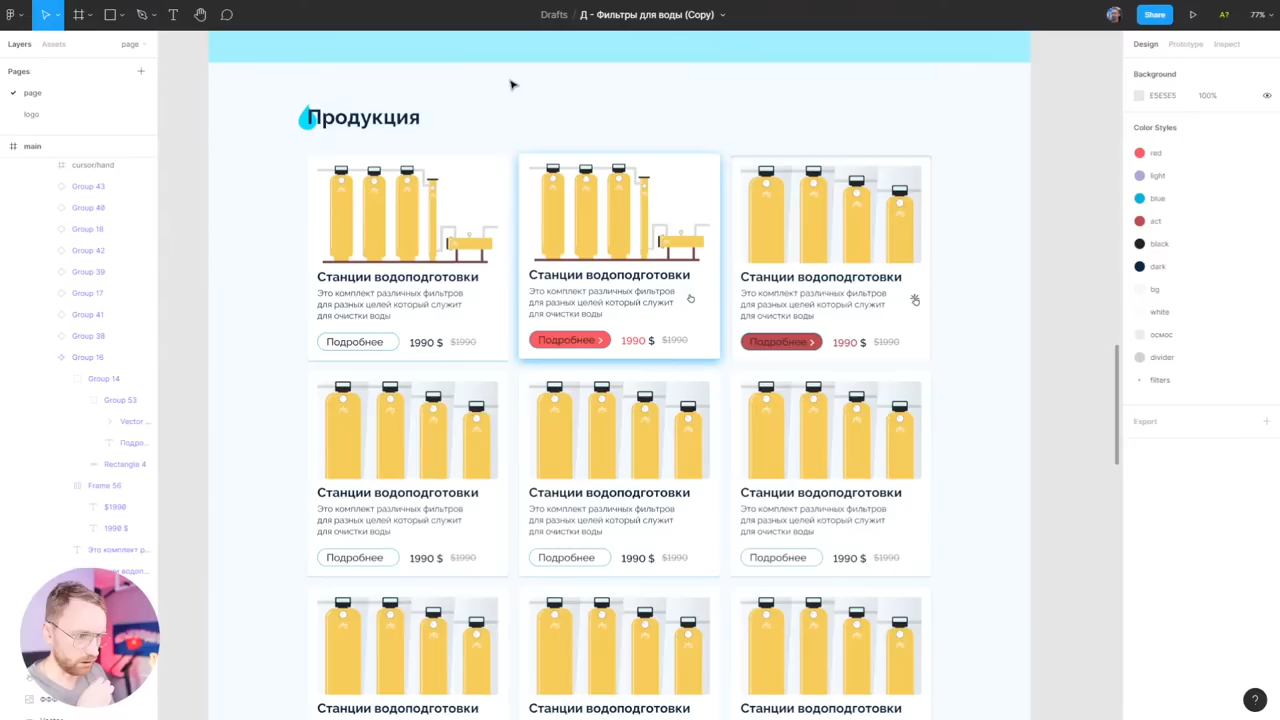 Drafts / Д - Фильтры для воды (Copy)
Share
A?
77%
Layers
Assets
page
Pages
page
logo
main
cursor/hand
Group 43
Group 40
Group 18
Group 42
Group 39
Group 17
Group 41
Group 38
Group 16
Group 14
Group 53
Vector ...
Подро...
Rectangle 4
Frame 56
$1990
1990 $
Это комплект р...
Продукция
Станции водоподготовки
Это комплект различных фильтров
для разных целей который служит
для очистки воды
Подробнее
1990 $
$1990
Станции водоподготовки
Это комплект различных фильтров
для разных целей который служит
для очистки воды
Подробнее
1990 $
$1990
Станции водоподготовки
Это комплект различных фильтров
для разных целей который служит
для очистки воды
Подробнее
1990 $
$1990
Станции водоподготовки
Это комплект различных фильтров
для разных целей который служит
для очистки воды
Подробнее
1990 $
$1990
Станции водоподготовки
Это комплект различных фильтров
для разных целей который служит
для очистки воды
Подробнее
1990 $
$1990
Станции водоподготовки
Это комплект различных фильтров
для разных целей который служит
для очистки воды
Подробнее
1990 $
$1990
Станции водоподготовки
Станции водоподготовки
Станции водоподготовки
Design
Prototype
Inspect
Background
E5E5E5
100%
Color Styles
red
light
blue
act
black
dark
bg
white
осмос
divider
filters
Export
?